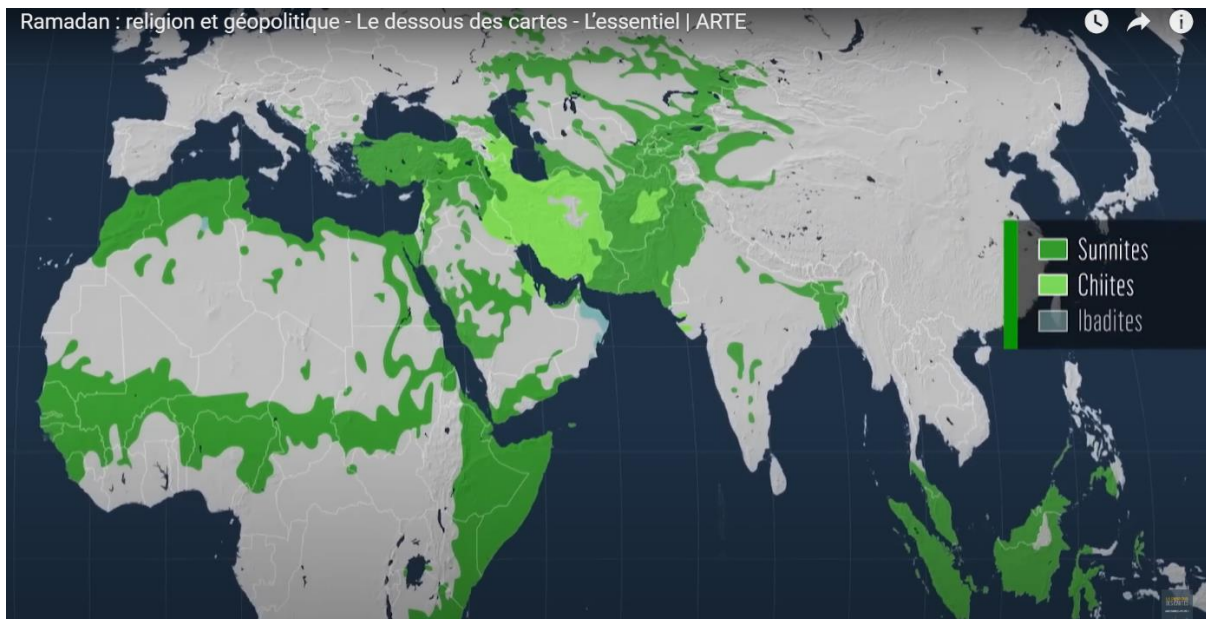 Ramadan : religion et géopolitique - Le dessous des cartes - L'essentiel | ARTE
Sunnites
Chiites
Ibadites